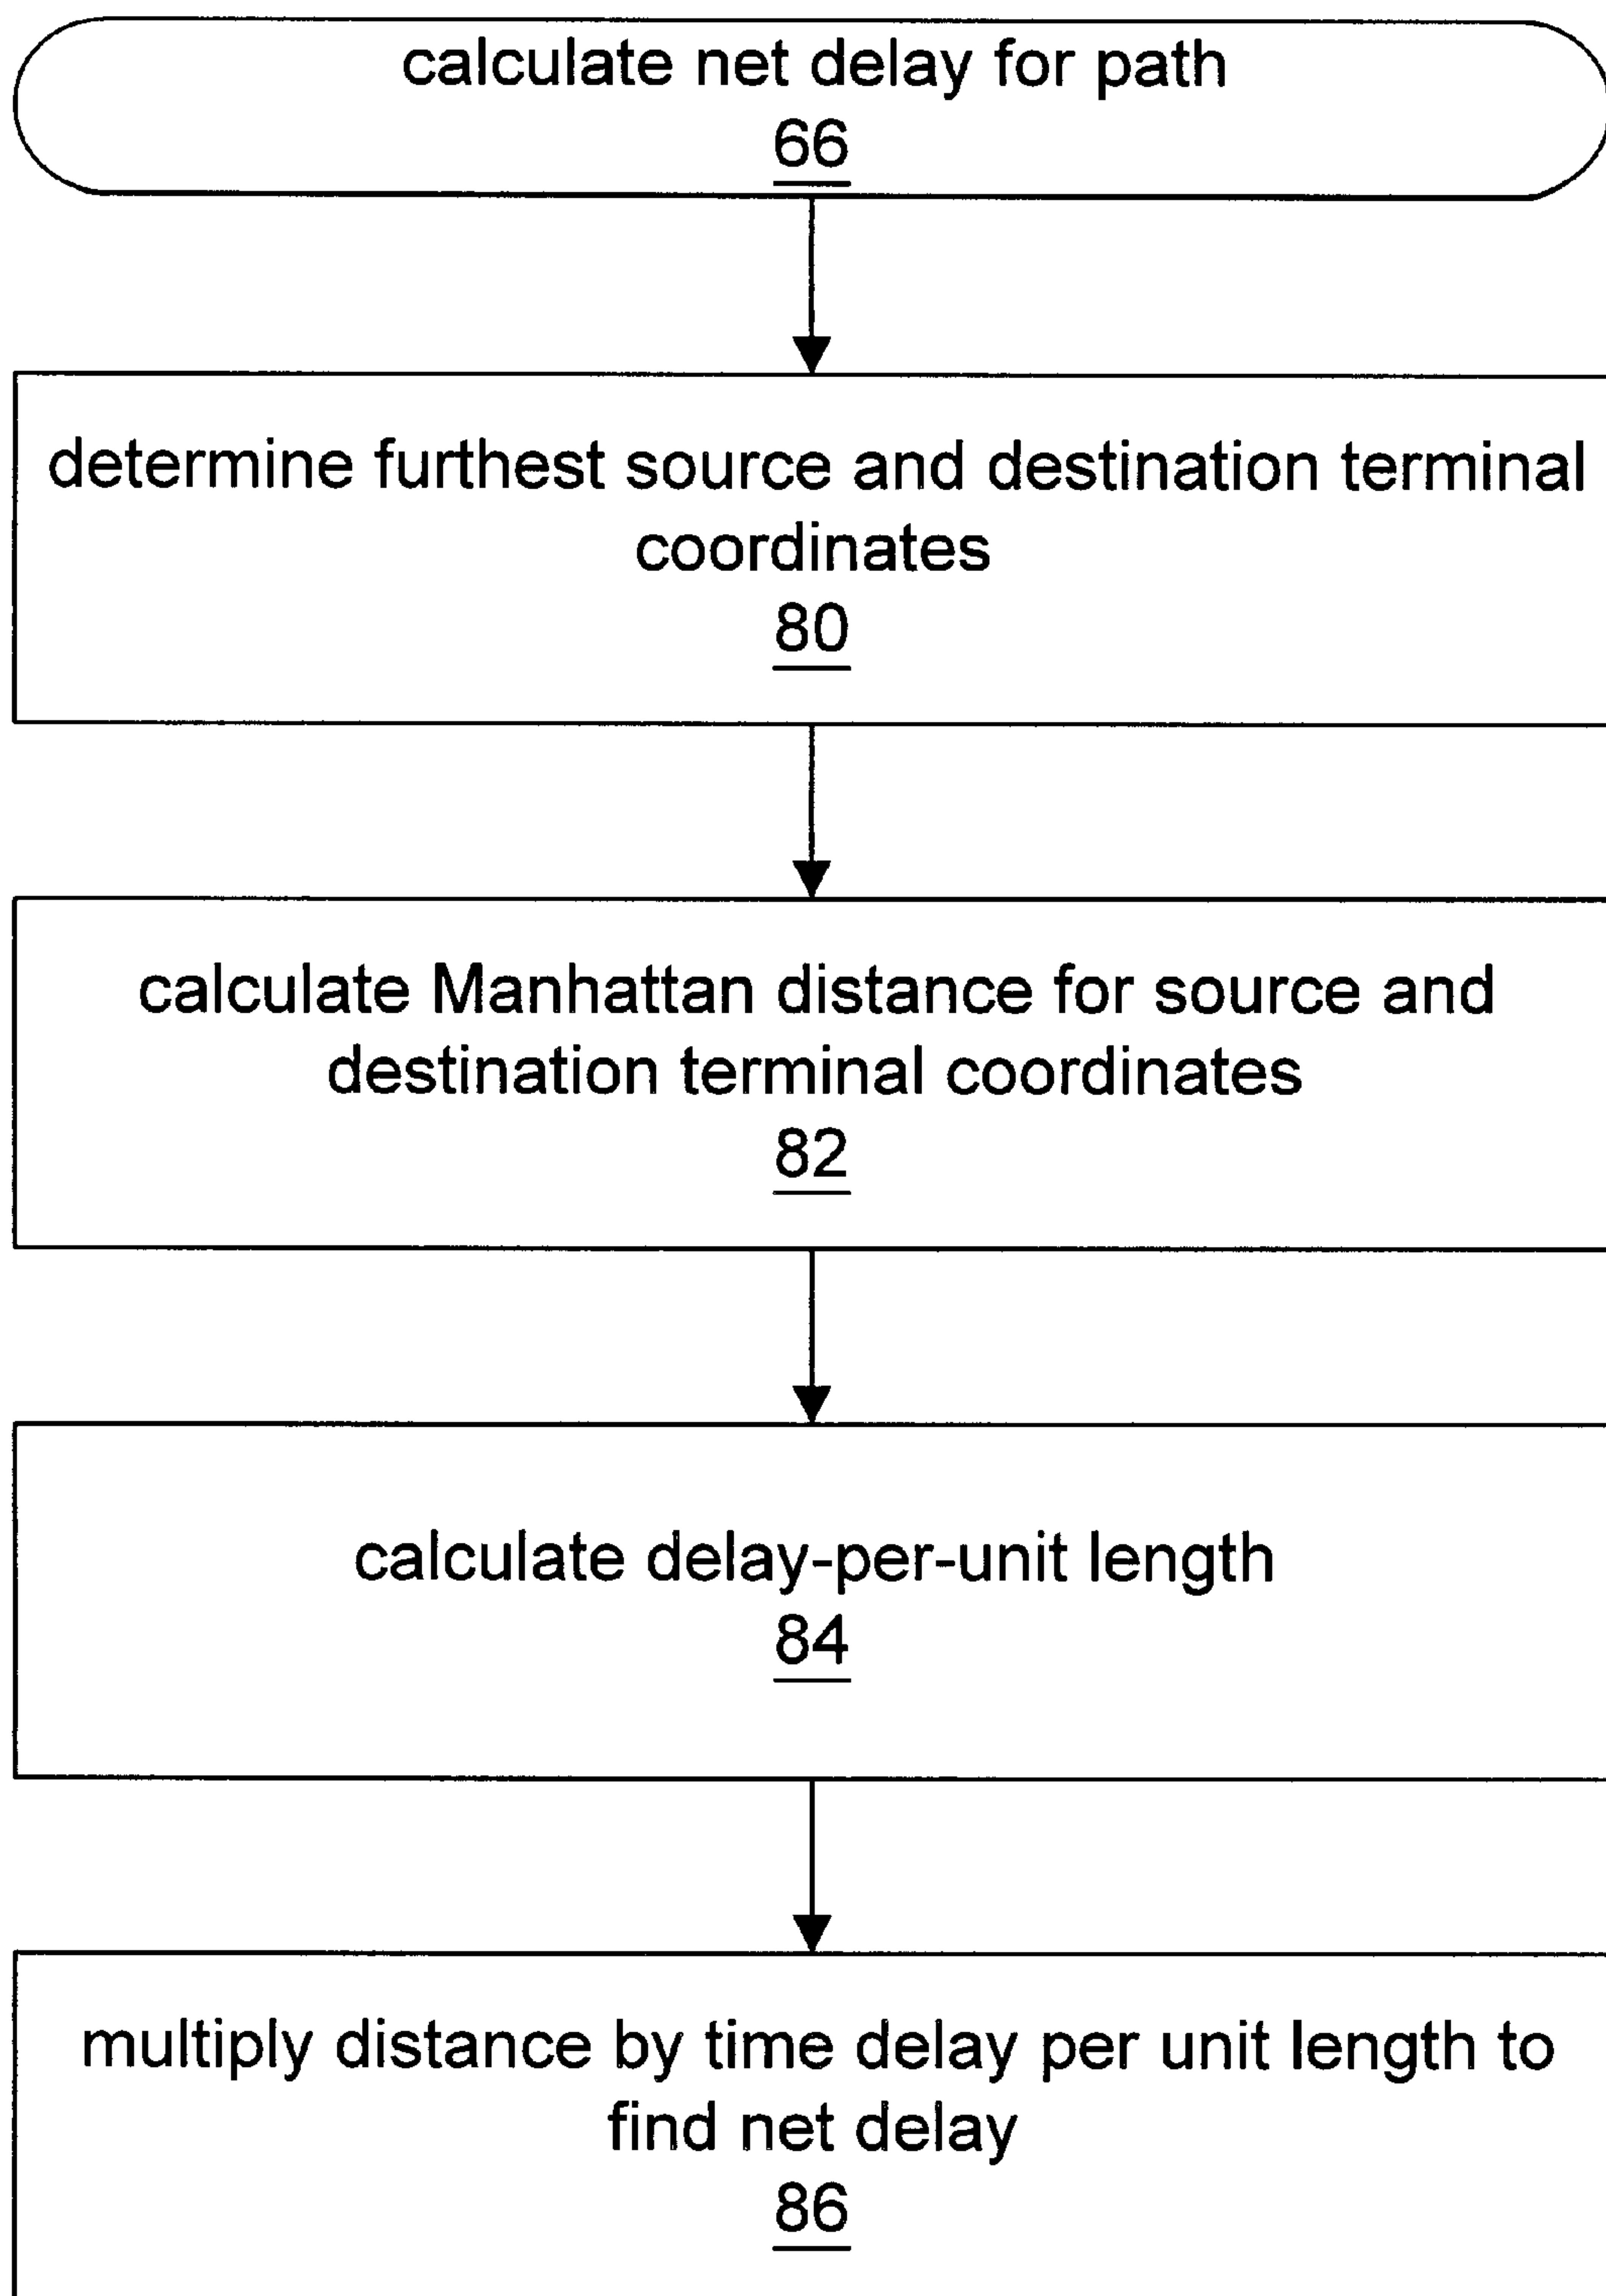 calculate net delay for path
66
determine furthest source and destination terminal
coordinates
80
calculate Manhattan distance for source and
destination terminal coordinates
82
calculate delay-per-unit length
84
multiply distance by time delay per unit length to
find net delay
86